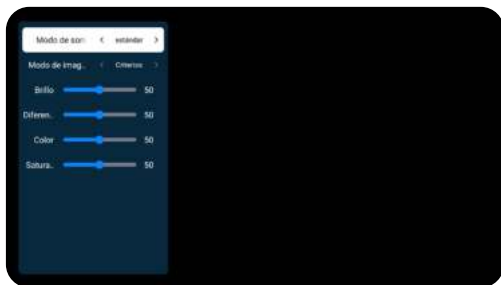 Modo de son < estándar >
Modo de imag.. < Criterios >
Brillo 50
Diferen.. 50
Color 50
Satura.. 50